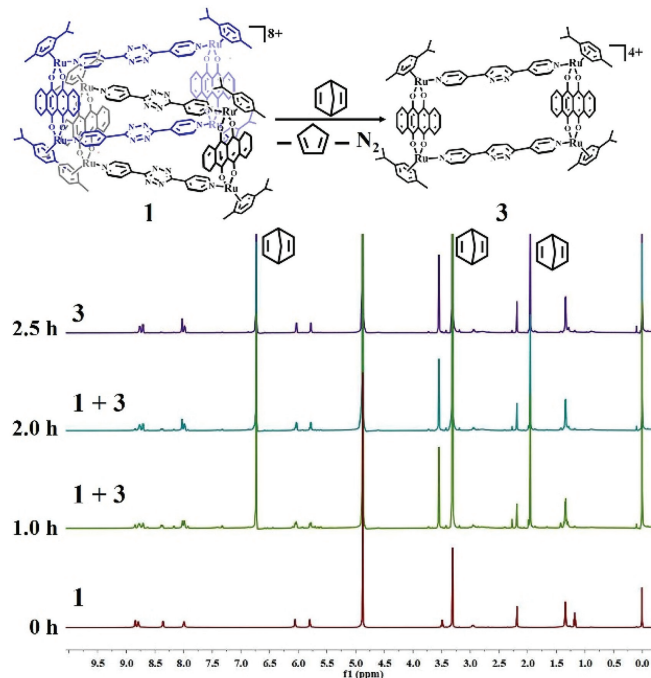 8+
4+
Ru
N
N=N
N-N
O
− − N₂
1
3
3
2.5 h
1 + 3
2.0 h
1 + 3
1.0 h
1
0 h
9.5 9.0 8.5 8.0 7.5 7.0 6.5 6.0 5.5 5.0 4.5 4.0 3.5 3.0 2.5 2.0 1.5 1.0 0.5 0.0
f1 (ppm)